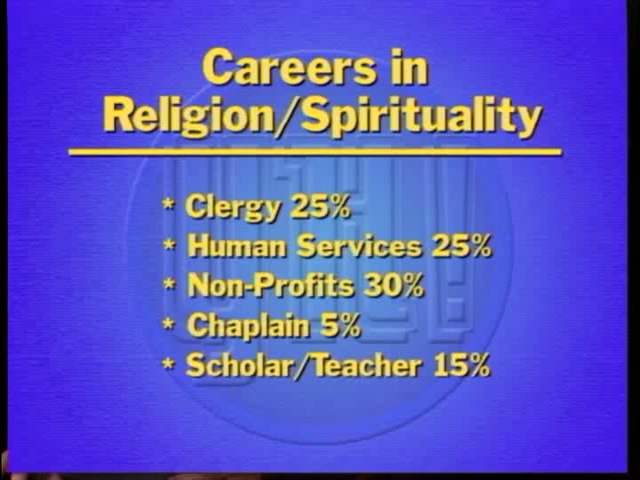 Careers in
Religion/Spirituality
* Clergy 25%
* Human Services 25%
* Non-Profits 30%
* Chaplain 5%
* Scholar/Teacher 15%